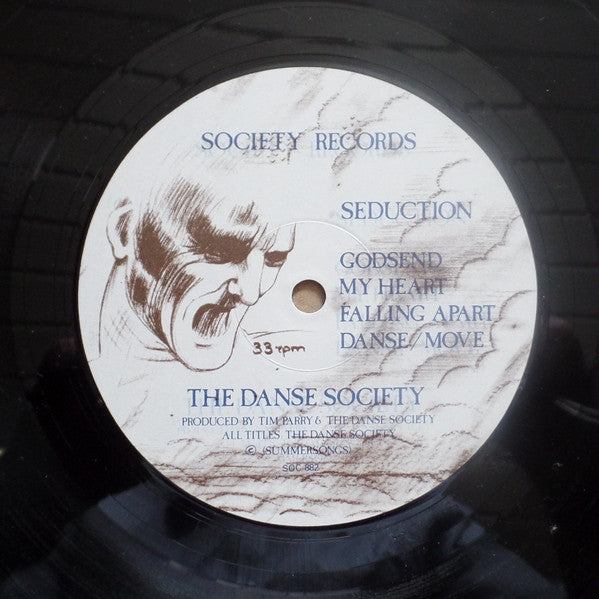 SOCIETY RECORDS
SEDUCTION
GODSEND
MY HEART
FALLING APART
DANSE/MOVE
33 rpm
THE DANSE SOCIETY
PRODUCED BY TIM PARRY & THE DANSE SOCIETY
ALL TITLES THE DANSE SOCIETY
© (SUMMERSONGS)
SOC 882